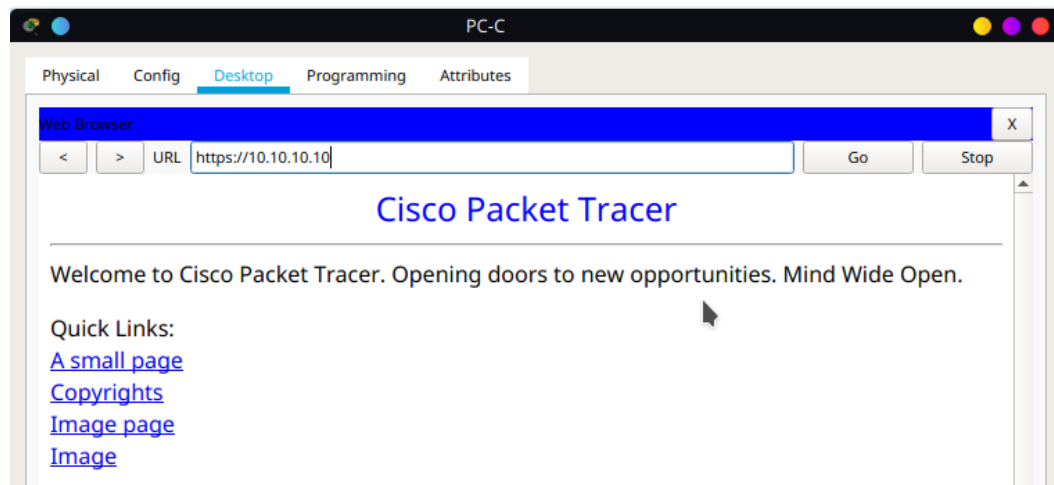 PC-C
Physical Config Desktop Programming Attributes
Web Browser X
< > URL https://10.10.10.10 Go Stop
Cisco Packet Tracer
Welcome to Cisco Packet Tracer. Opening doors to new opportunities. Mind Wide Open.
Quick Links:
A small page
Copyrights
Image page
Image